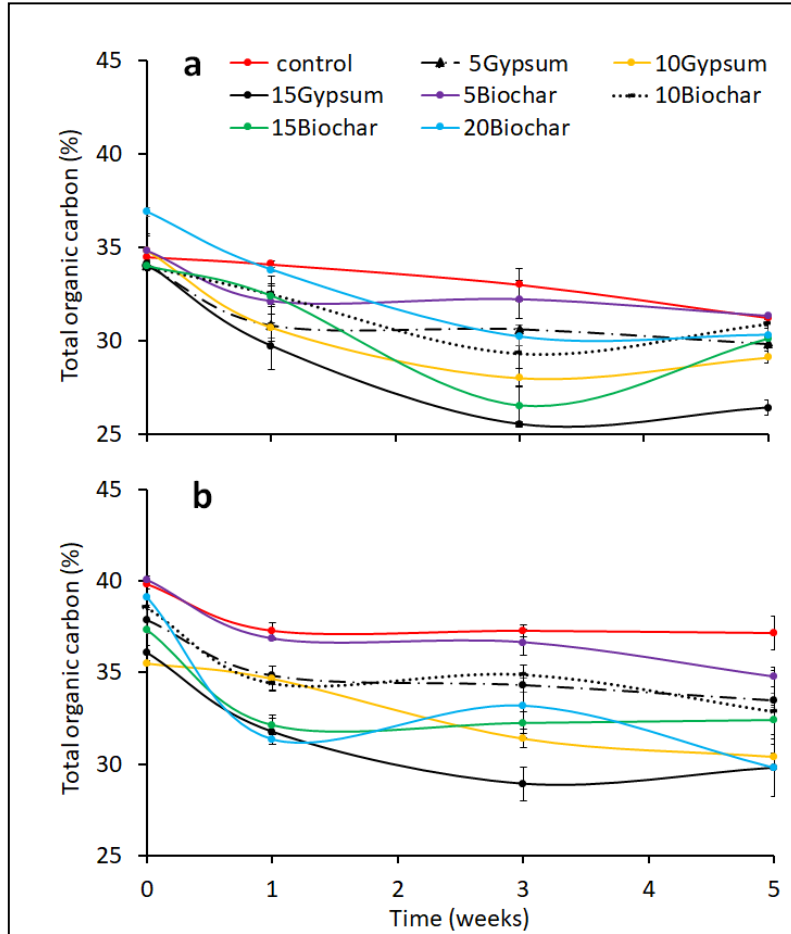 45
a
control
5Gypsum
10Gypsum
15Gypsum
5Biochar
10Biochar
15Biochar
20Biochar
40
35
30
25
Total organic carbon (%)
45
b
40
35
30
25
Total organic carbon (%)
0 1 2 3 4 5
Time (weeks)